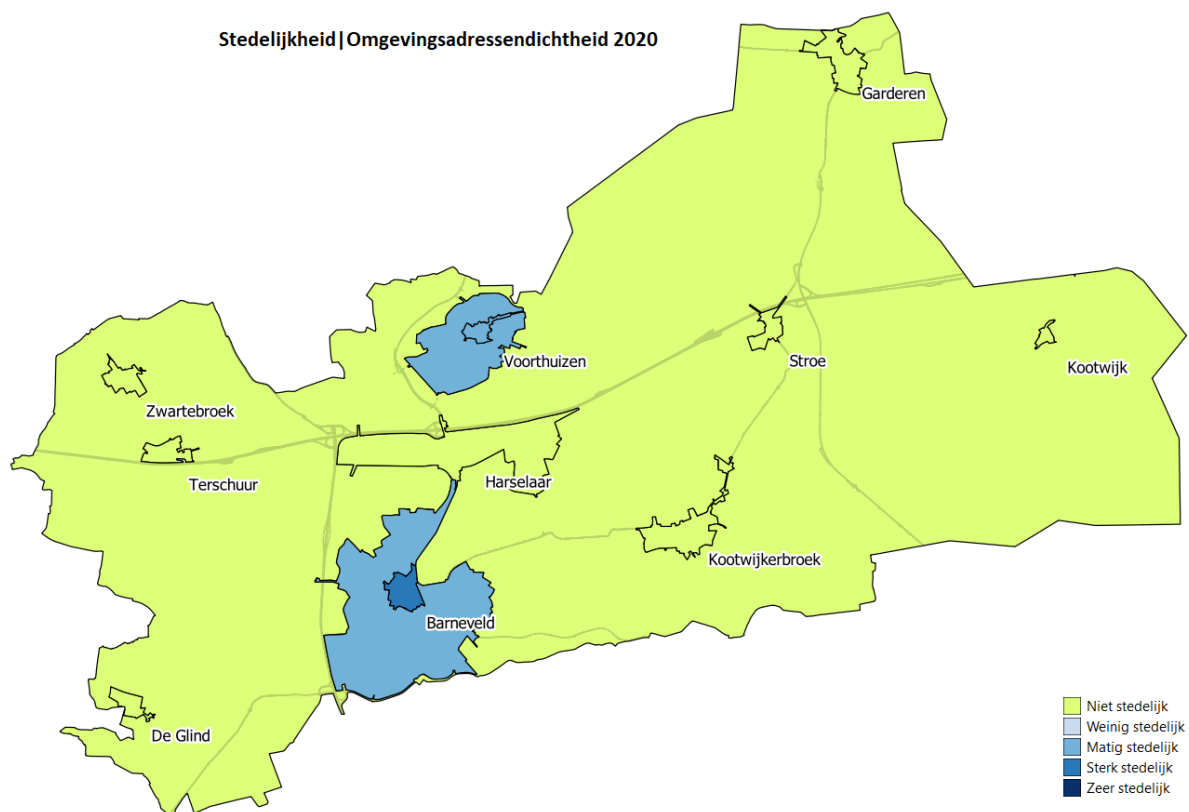 Stedelijkheid|Omgevingsadressendichtheid 2020
Garderen
Voorthuizen
Stroe
Kootwijk
Zwartebroek
Terschuur
Harselaar
Kootwijkerbroek
Barneveld
De Glind
Niet stedelijk
Weinig stedelijk
Matig stedelijk
Sterk stedelijk
Zeer stedelijk